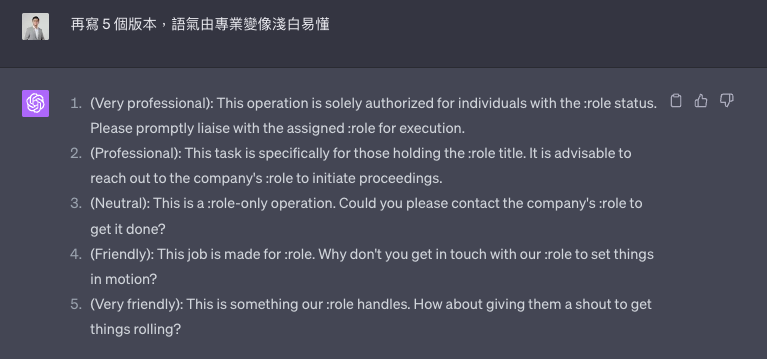 再寫 5 個版本，語氣由專業變像淺白易懂
1. (Very professional): This operation is solely authorized for individuals with the :role status.
Please promptly liaise with the assigned :role for execution.
2. (Professional): This task is specifically for those holding the :role title. It is advisable to
reach out to the company's :role to initiate proceedings.
3. (Neutral): This is a :role-only operation. Could you please contact the company's :role to
get it done?
4. (Friendly): This job is made for :role. Why don't you get in touch with our :role to set things
in motion?
5. (Very friendly): This is something our :role handles. How about giving them a shout to get
things rolling?